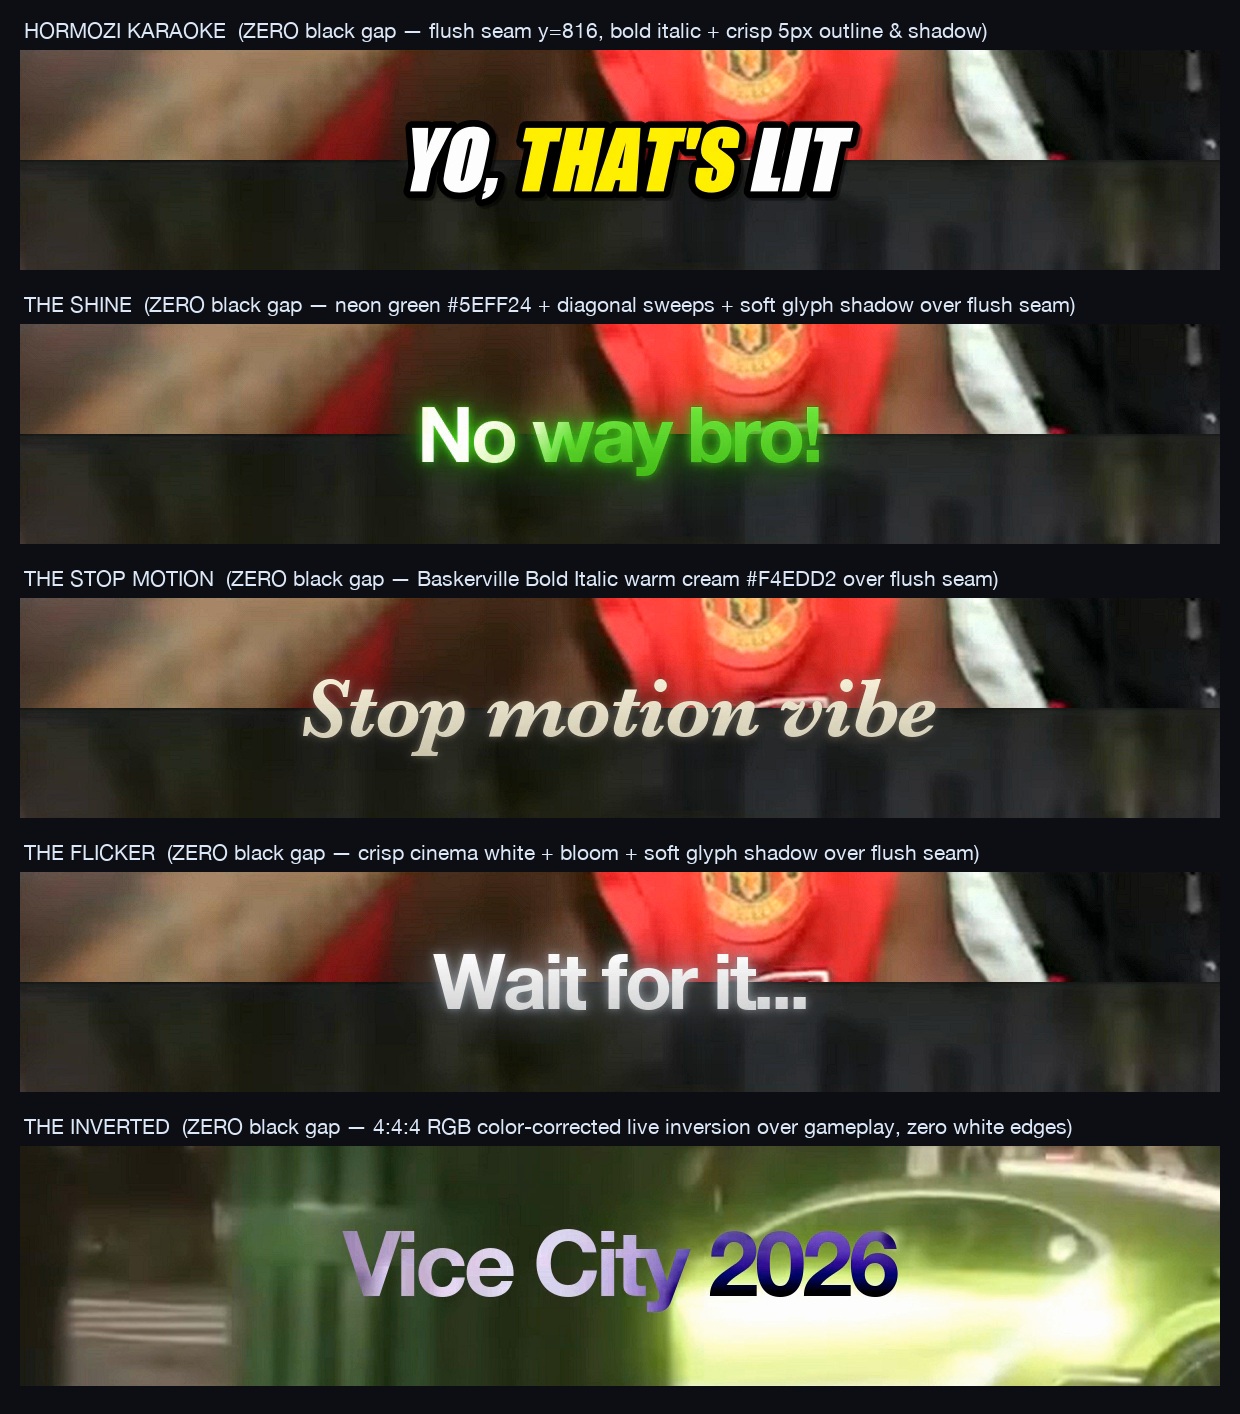 HORMOZI KARAOKE (ZERO black gap — flush seam y=816, bold italic + crisp 5px outline & shadow)
YO, THAT'S LIT
THE SHINE (ZERO black gap — neon green #5EFF24 + diagonal sweeps + soft glyph shadow over flush seam)
No way bro!
THE STOP MOTION (ZERO black gap — Baskerville Bold Italic warm cream #F4EDD2 over flush seam)
Stop motion vibe
THE FLICKER (ZERO black gap — crisp cinema white + bloom + soft glyph shadow over flush seam)
Wait for it...
THE INVERTED (ZERO black gap — 4:4:4 RGB color-corrected live inversion over gameplay, zero white edges)
Vice City 2026